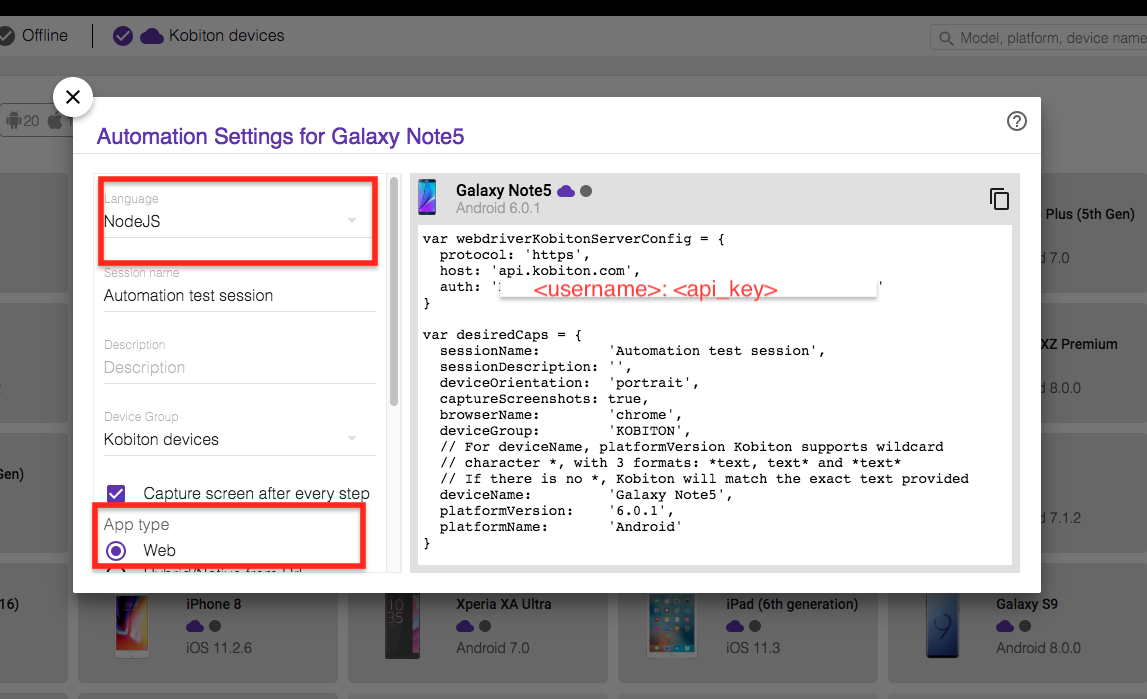 Offline
Kobiton devices
Model, platform, device name
20
Automation Settings for Galaxy Note5
Language
NodeJS
Session name
Automation test session
Description
Description
Device Group
Kobiton devices
Capture screen after every step
App type
Web
Hybrid/Native from Url
Galaxy Note5
Android 6.0.1
var webdriverKobitonServerConfig = {
protocol: 'https',
host: 'api.kobiton.com',
auth: '<username>: <api_key>'
}
var desiredCaps = {
sessionName: 'Automation test session',
sessionDescription: '',
deviceOrientation: 'portrait',
captureScreenshots: true,
browserName: 'chrome',
deviceGroup: 'KOBITON',
// For deviceName, platformVersion Kobiton supports wildcard
// character *, with 3 formats: *text, text* and *text*
// If there is no *, Kobiton will match the exact text provided
deviceName: 'Galaxy Note5',
platformVersion: '6.0.1',
platformName: 'Android'
}
Plus (5th Gen)
d 7.0
XZ Premium
d 8.0.0
Gen)
d 7.1.2
16)
iPhone 8
iOS 11.2.6
10
35
Xperia XA Ultra
Android 7.0
iPad (6th generation)
iOS 11.3
9
Galaxy S9
Android 8.0.0